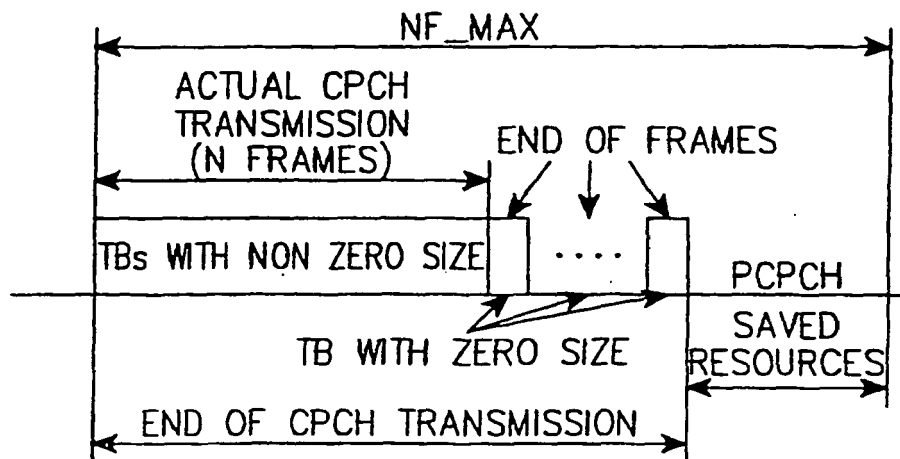 NF_MAX
ACTUAL CPCH
TRANSMISSION
(N FRAMES)
END OF FRAMES
TBs WITH NON ZERO SIZE
....
PCPCH
TB WITH ZERO SIZE
SAVED
RESOURCES
END OF CPCH TRANSMISSION